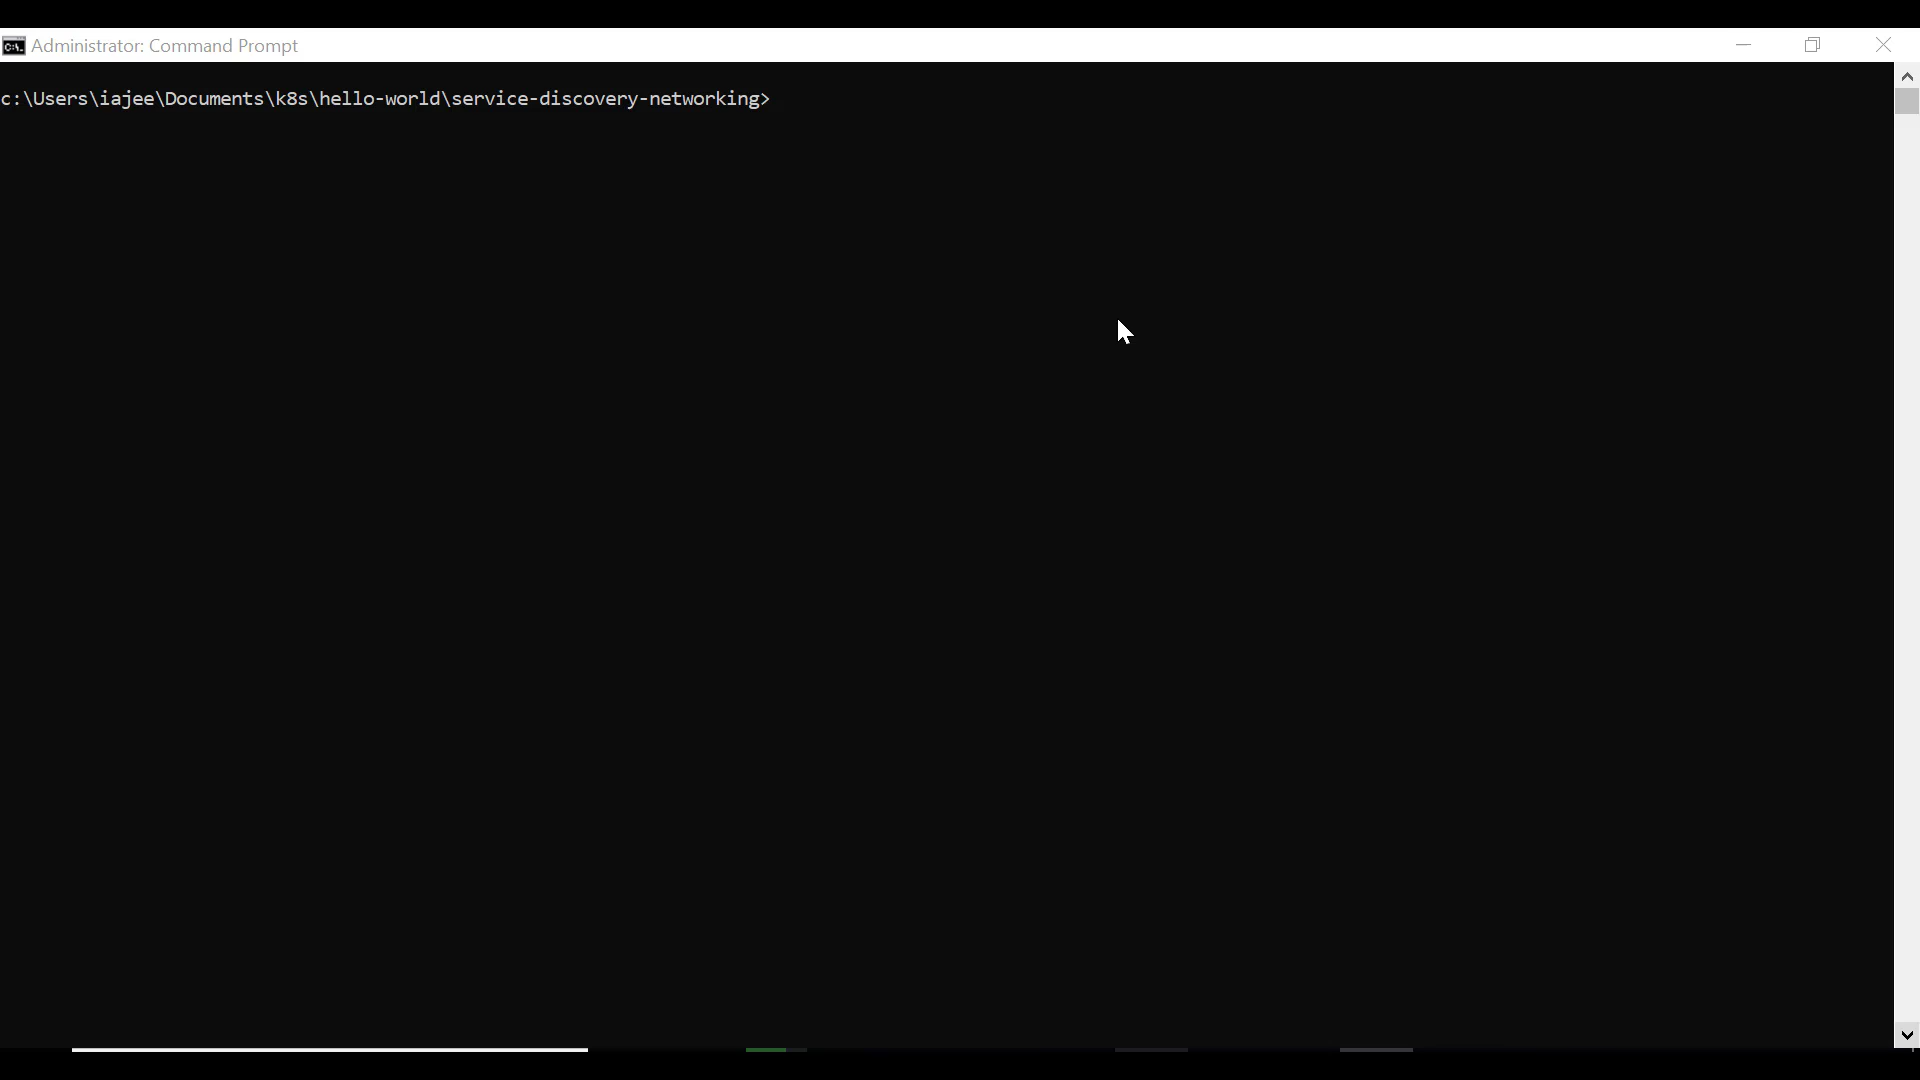 Administrator: Command Prompt
c:\Users\iajee\Documents\k8s\hello-world\service-discovery-networking>